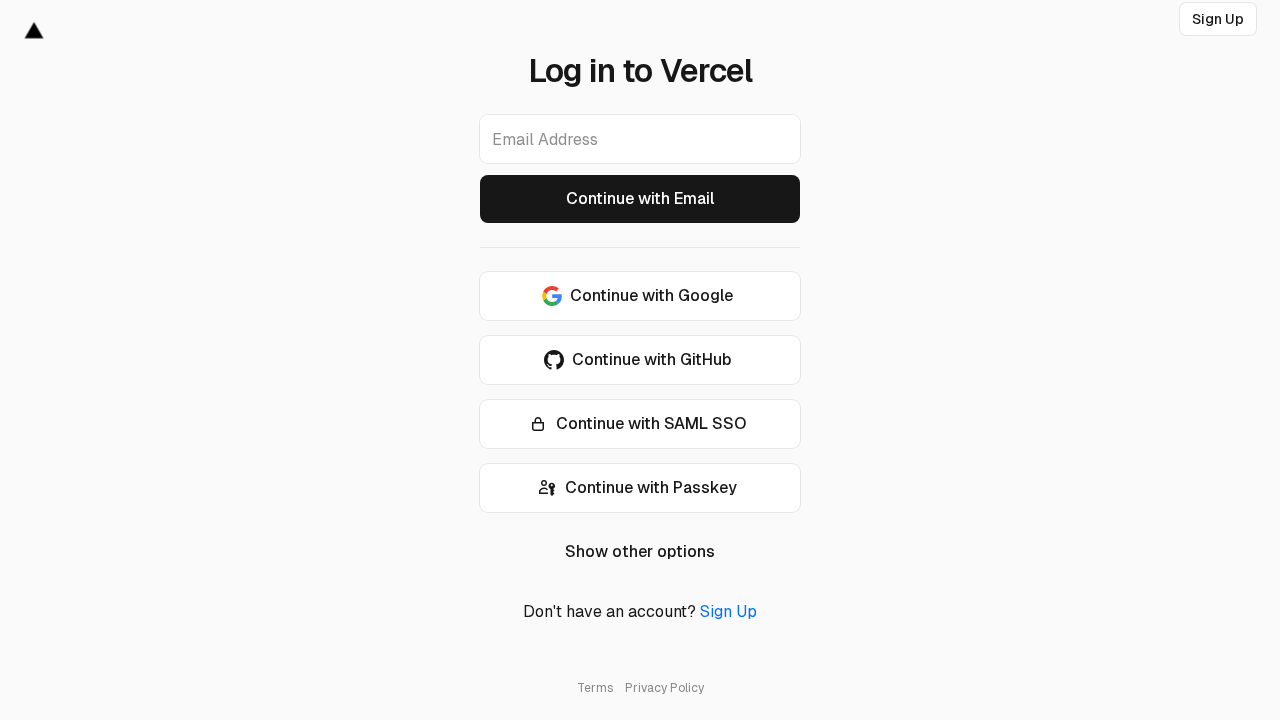 Sign Up
Log in to Vercel
Email Address
Continue with Email
Continue with Google
Continue with GitHub
Continue with SAML SSO
Continue with Passkey
Show other options
Don't have an account? Sign Up
Terms Privacy Policy